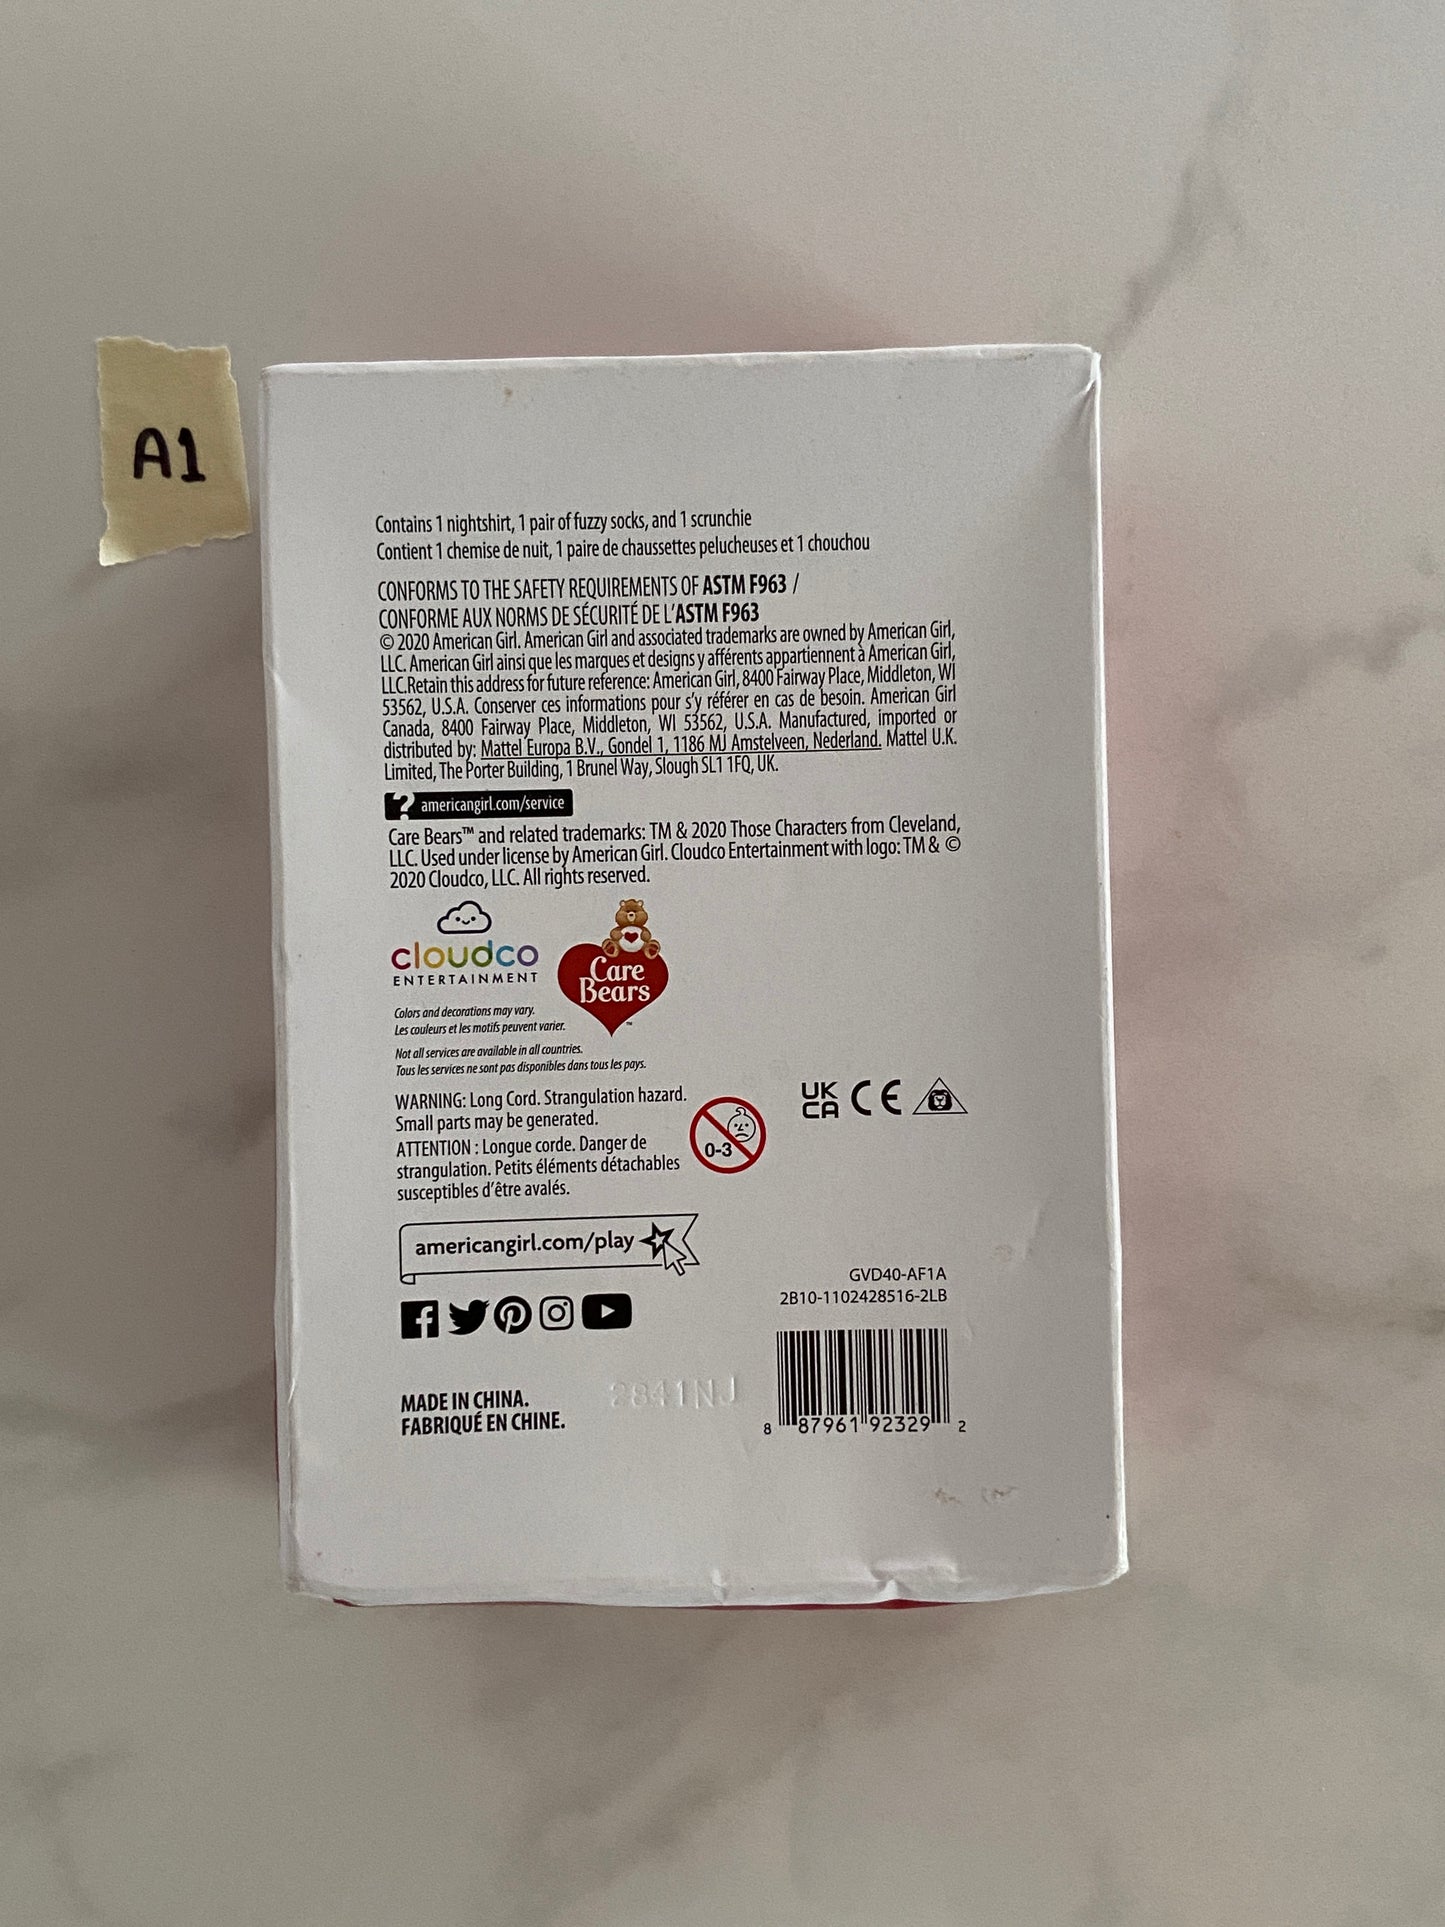 A1
Contains 1 nightshirt, 1 pair of fuzzy socks, and 1 scrunchie
Contient 1 chemise de nuit, 1 paire de chaussettes pelucheuses et 1 chouchou
CONFORMS TO THE SAFETY REQUIREMENTS OF ASTM F963 /
CONFORME AUX NORMS DE SÉCURITÉ DE L'ASTM F963
© 2020 American Girl. American Girl and associated trademarks are owned by American Girl,
LLC. American Girl ainsi que les marques et designs y afférents appartiennent à American Girl,
LLC.Retain this address for future reference: American Girl, 8400 Fairway Place, Middleton, WI
53562, U.S.A. Conserver ces informations pour s'y référer en cas de besoin. American Girl
Canada, 8400 Fairway Place, Middleton, WI 53562, U.S.A. Manufactured, imported or
distributed by: Mattel Europa B.V., Gondel 1, 1186 MJ Amstelveen, Nederland. Mattel U.K.
Limited, The Porter Building, 1 Brunel Way, Slough SL1 1FQ, UK.
? americangirl.com/service
Care Bears™ and related trademarks: TM & 2020 Those Characters from Cleveland,
LLC. Used under license by American Girl. Cloudco Entertainment with logo: TM & ©
2020 Cloudco, LLC. All rights reserved.
cloudco
ENTERTAINMENT
Care
Bears
™
Colors and decorations may vary.
Les couleurs et les motifs peuvent varier.
Not all services are available in all countries.
Tous les services ne sont pas disponibles dans tous les pays.
WARNING: Long Cord. Strangulation hazard.
Small parts may be generated.
ATTENTION : Longue corde. Danger de
strangulation. Petits éléments détachables
susceptibles d'être avalés.
0-3
UK
CA
CE
americangirl.com/play
GVD40-AF1A
2B10-1102428516-2LB
MADE IN CHINA.
FABRIQUÉ EN CHINE.
2841NJ
8 87961 92329 2